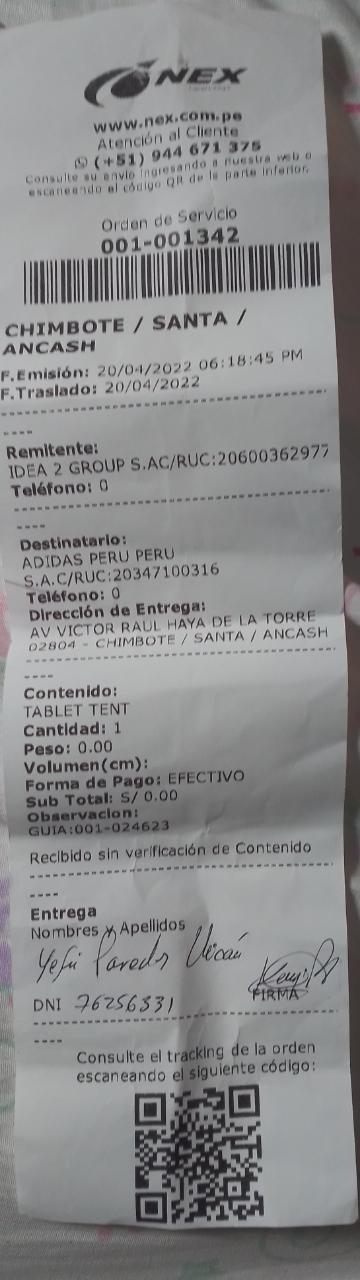 NEX
www.nex.com.pe
Atención al Cliente
(+51) 944 671 375
Consulte su envío ingresando a nuestra web o
escaneando el código QR de la parte inferior.
Orden de Servicio
001-001342
CHIMBOTE / SANTA /
ANCASH
F.Emisión: 20/04/2022 06:18:45 PM
F.Traslado: 20/04/2022
----
Remitente:
IDEA 2 GROUP S.AC/RUC:20600362977
Teléfono: 0
----
Destinatario:
ADIDAS PERU PERU
S.A.C/RUC:20347100316
Teléfono: 0
Dirección de Entrega:
AV VICTOR RAUL HAYA DE LA TORRE
02804 - CHIMBOTE / SANTA / ANCASH
----
Contenido:
TABLET TENT
Cantidad: 1
Peso: 0.00
Volumen(cm):
Forma de Pago: EFECTIVO
Sub Total: S/ 0.00
Observacion:
GUIA:001-024623
Recibido sin verificación de Contenido
----
Entrega
Nombres y Apellidos
Paredes
FIRMA
DNI 76256331
----
Consulte el tracking de la orden
escaneando el siguiente código: